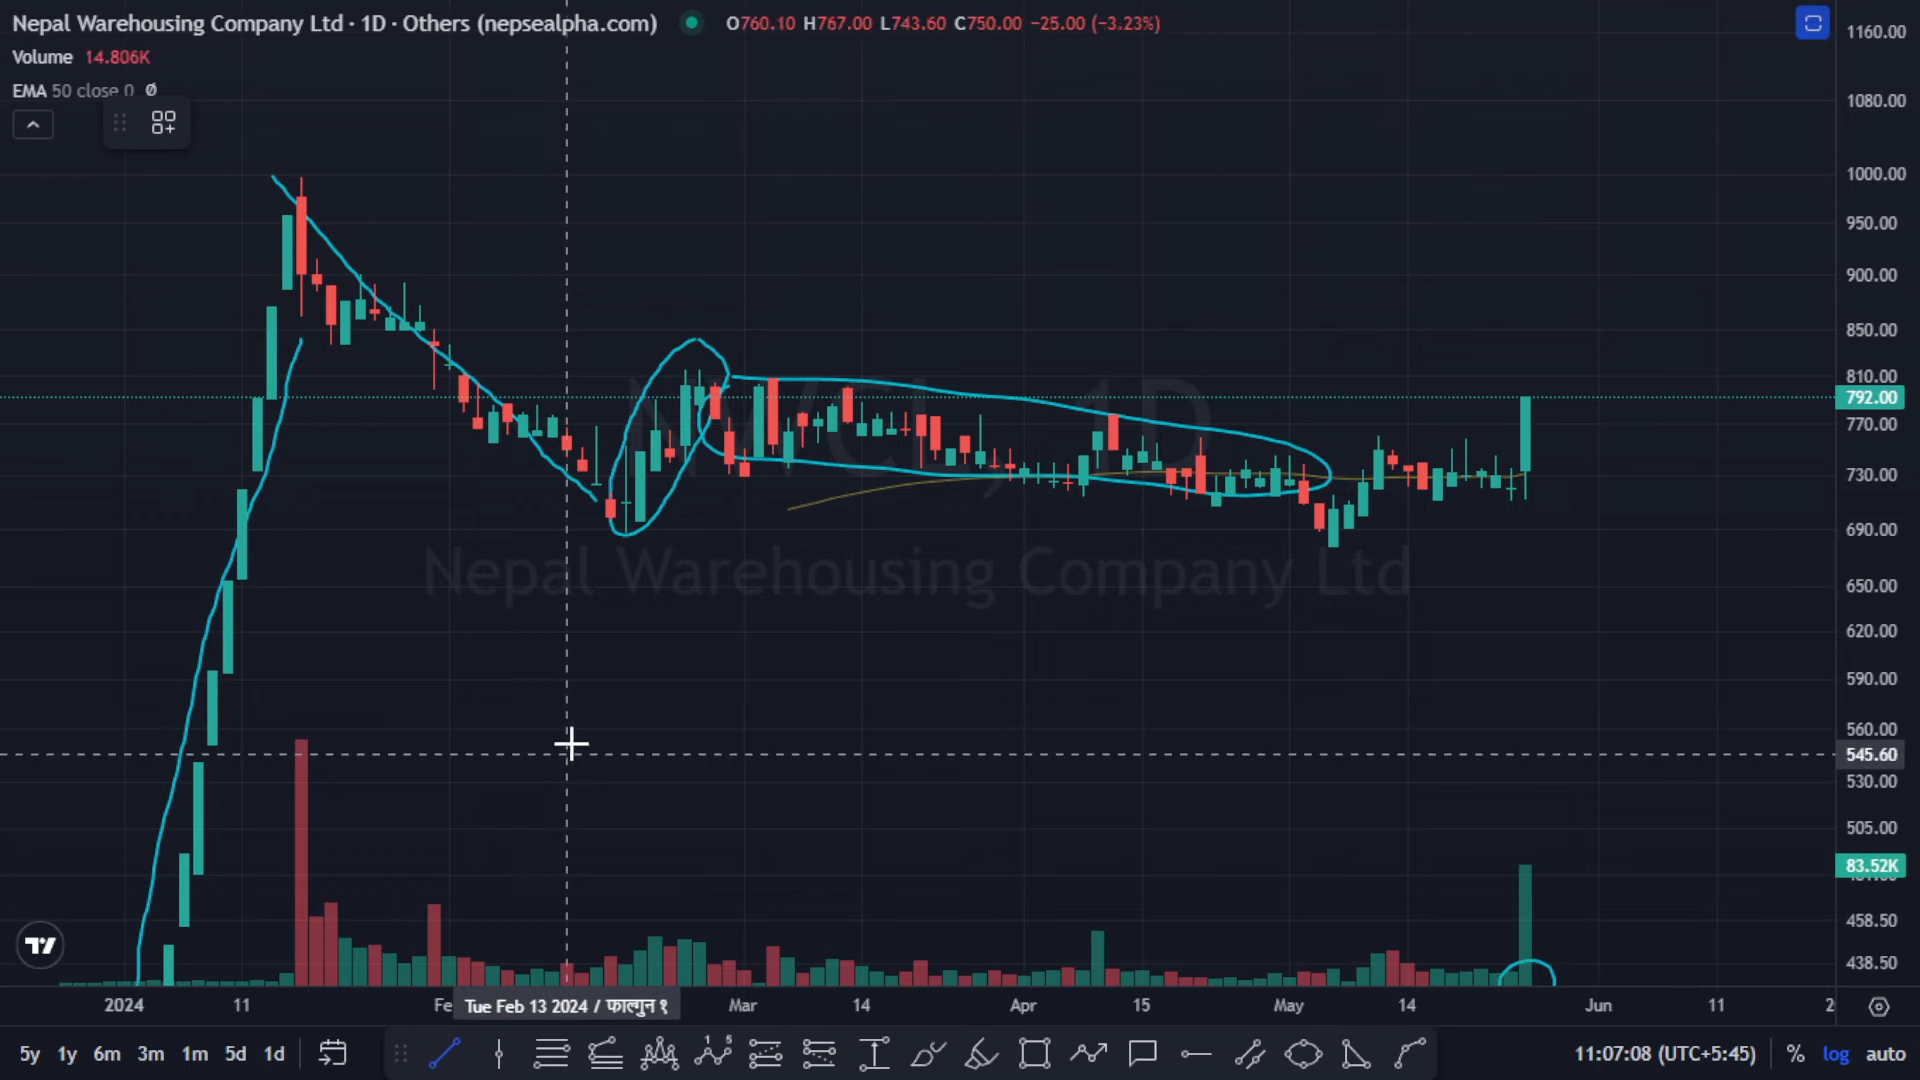 Nepal Warehousing Company Ltd · 1D · Others (nepsealpha.com) O760.10 H767.00 L743.60 C750.00 −25.00 (−3.23%)
Volume 14.806K
EMA 50 close 0 Ø
1160.00
1080.00
1000.00
950.00
900.00
850.00
810.00
792.00
770.00
730.00
690.00
650.00
620.00
590.00
560.00
545.60
530.00
505.00
83.52K
458.50
438.50
Nepal Warehousing Company Ltd
2024 11 Fe Tue Feb 13 2024 / फाल्गुन १ Mar 14 Apr 15 May 14 Jun 11 2
5y 1y 6m 3m 1m 5d 1d 11:07:08 (UTC+5:45) % log auto